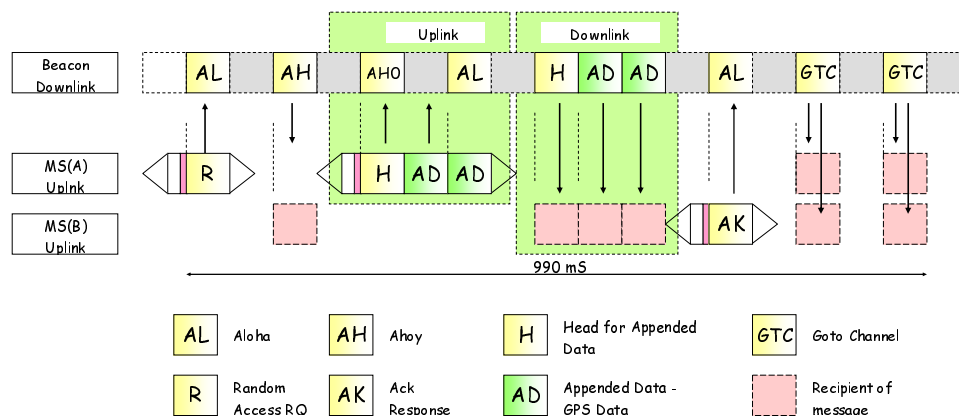 Uplink
Downlink
Beacon
Downlink
AL
AH
AHO
AL
H
AD
AD
AL
GTC
GTC
MS(A)
Uplnk
R
H
AD
AD
MS(B)
Uplink
AK
990 mS
AL
Aloha
AH
Ahoy
H
Head for Appended
Data
GTC
Goto Channel
R
Random
Access RQ
AK
Ack
Response
AD
Appended Data -
GPS Data
Recipient of
message